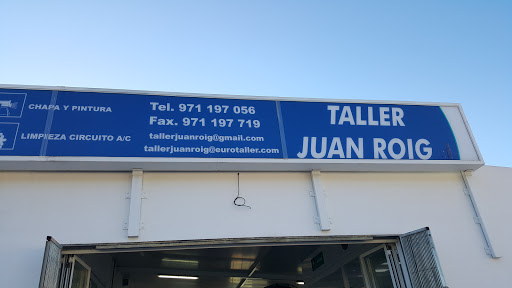 CHAPA Y PINTURA
LIMPIEZA CIRCUITO A/C
Tel. 971 197 056
Fax. 971 197 719
tallerjuanroig@gmail.com
tallerjuanroig@eurotaller.com
TALLER
JUAN ROIG